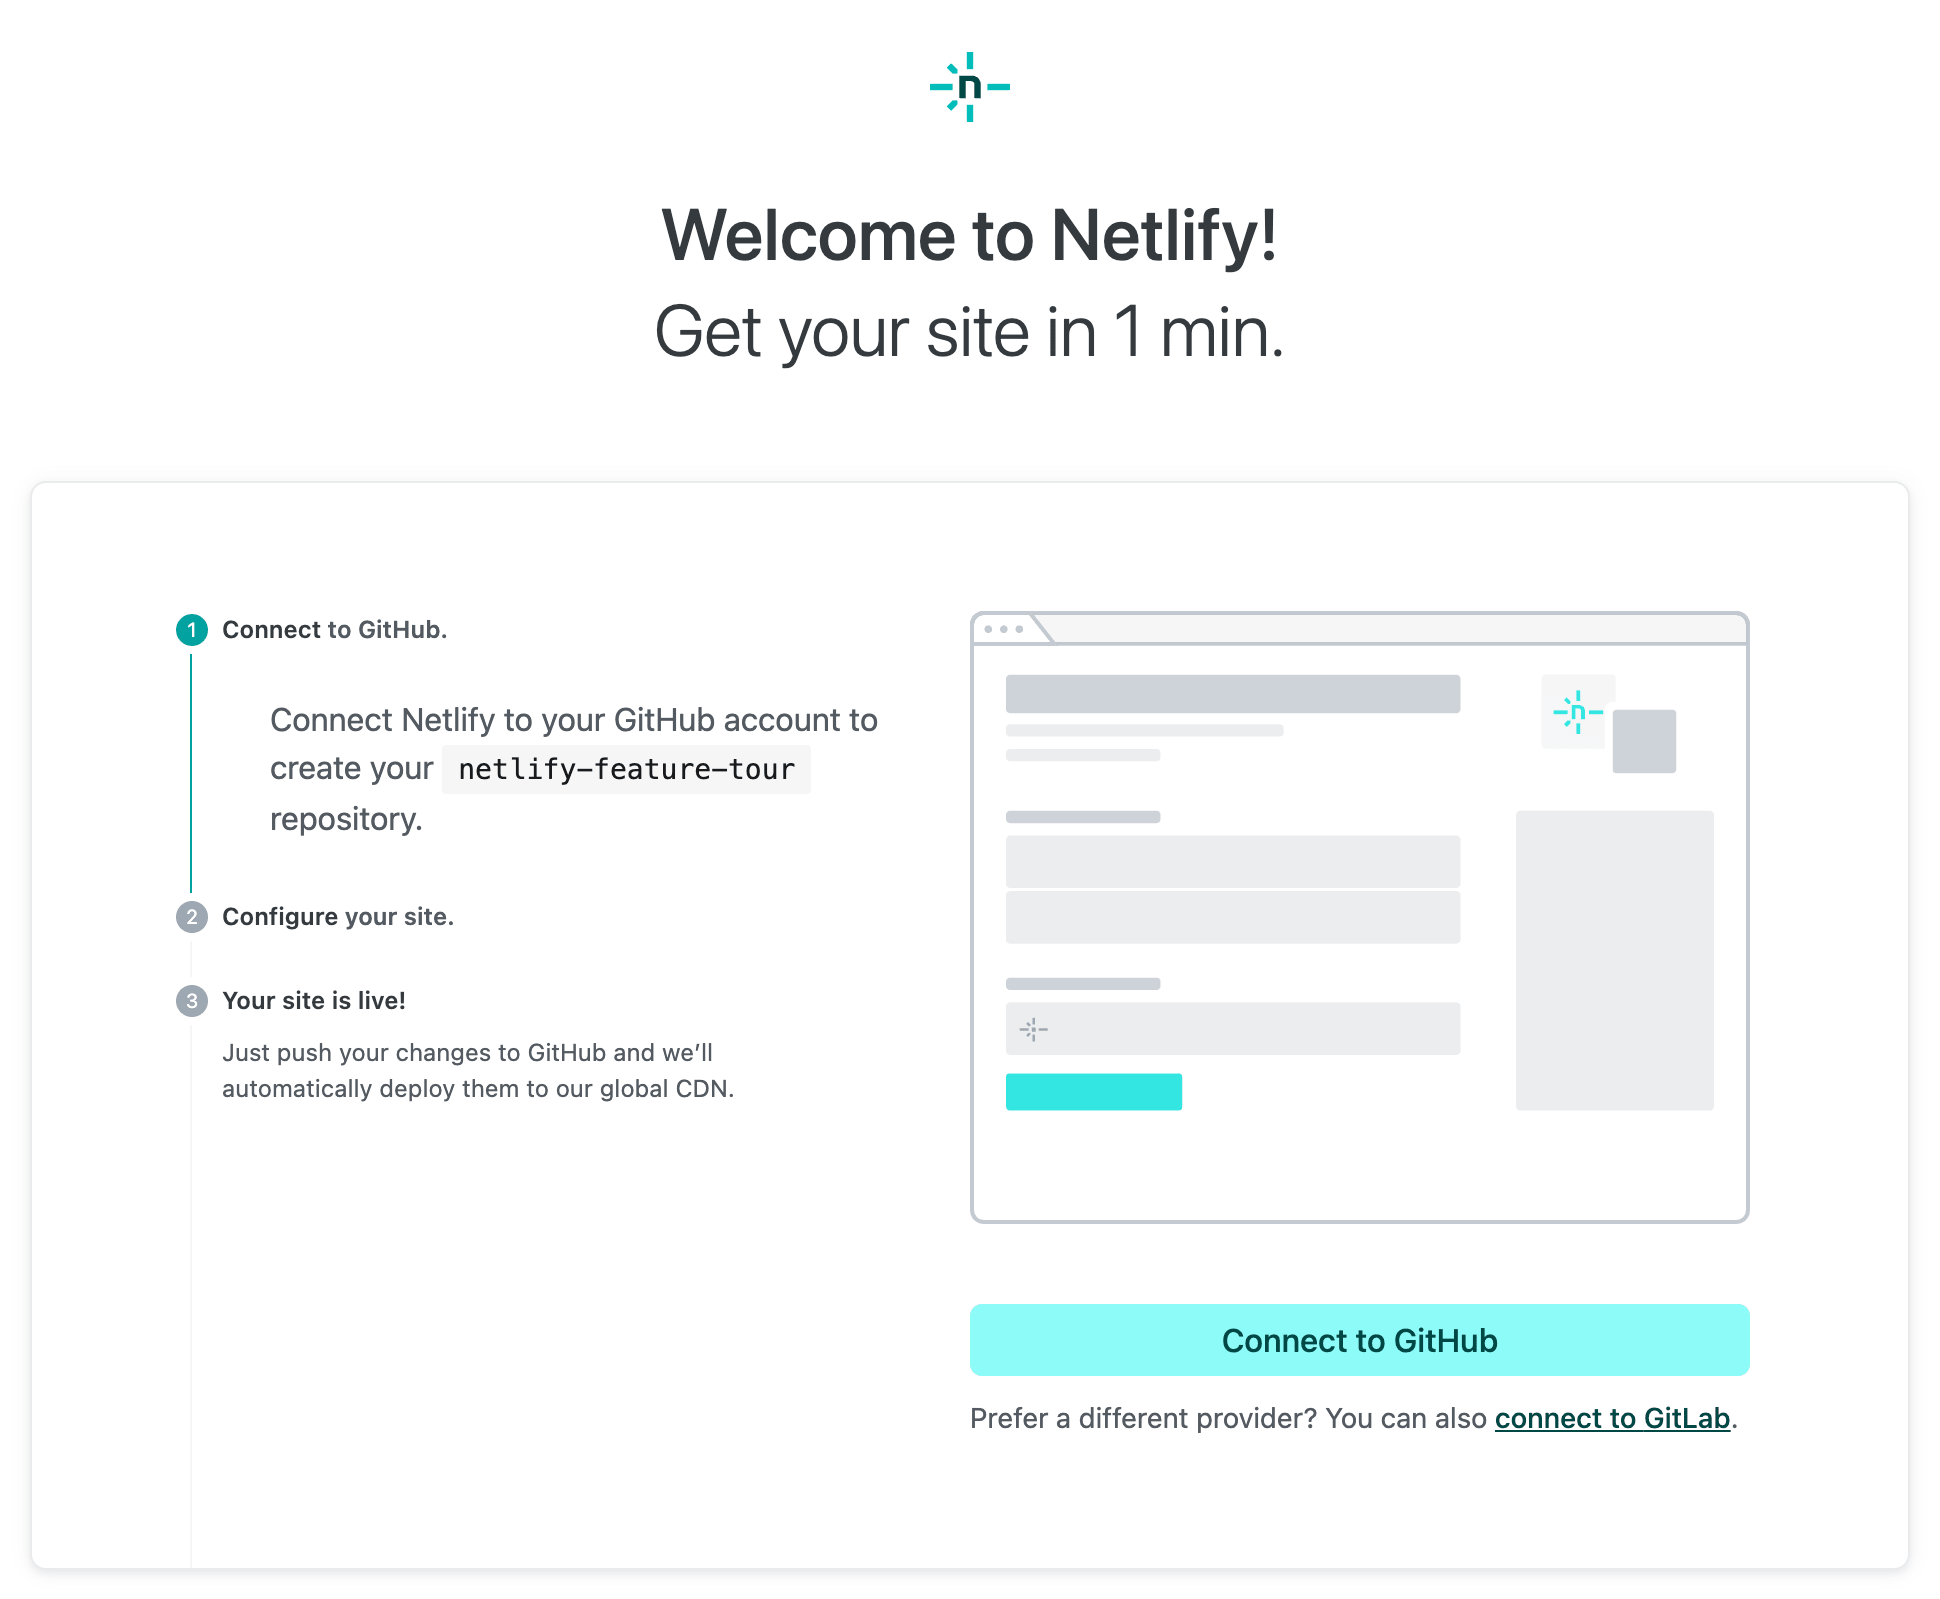 n
Welcome to Netlify!
Get your site in 1 min.
1 Connect to GitHub.
Connect Netlify to your GitHub account to
create your netlify-feature-tour
repository.
2 Configure your site.
3 Your site is live!
Just push your changes to GitHub and we’ll
automatically deploy them to our global CDN.
n
Connect to GitHub
Prefer a different provider? You can also connect to GitLab.